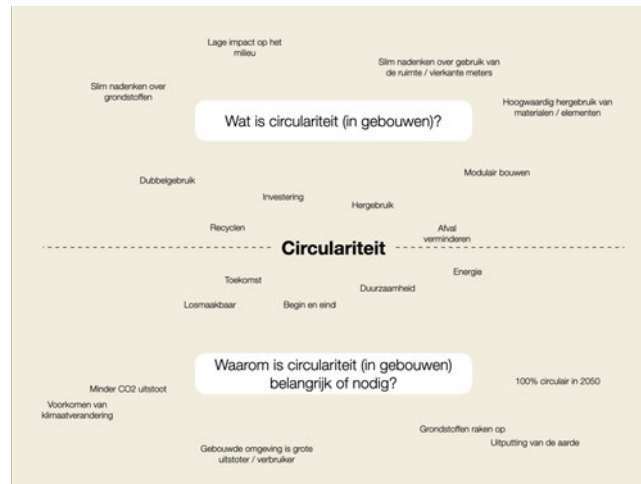 Lage impact op het
milieu
Slim nadenken over gebruik van
de ruimte / vierkante meters
Slim nadenken over
grondstoffen
Hoogwaardig hergebruik van
materialen / elementen
Wat is circulariteit (in gebouwen)?
Modulair bouwen
Dubbelgebruik
Investering
Hergebruik
Recyclen
Afval
verminderen
Circulariteit
Energie
Toekomst
Duurzaamheid
Losmaakbaar
Begin en eind
Waarom is circulariteit (in gebouwen)
belangrijk of nodig?
100% circulair in 2050
Minder CO2 uitstoot
Voorkomen van
klimaatverandering
Grondstoffen raken op
Uitputting van de aarde
Gebouwde omgeving is grote
uitstoter / verbruiker